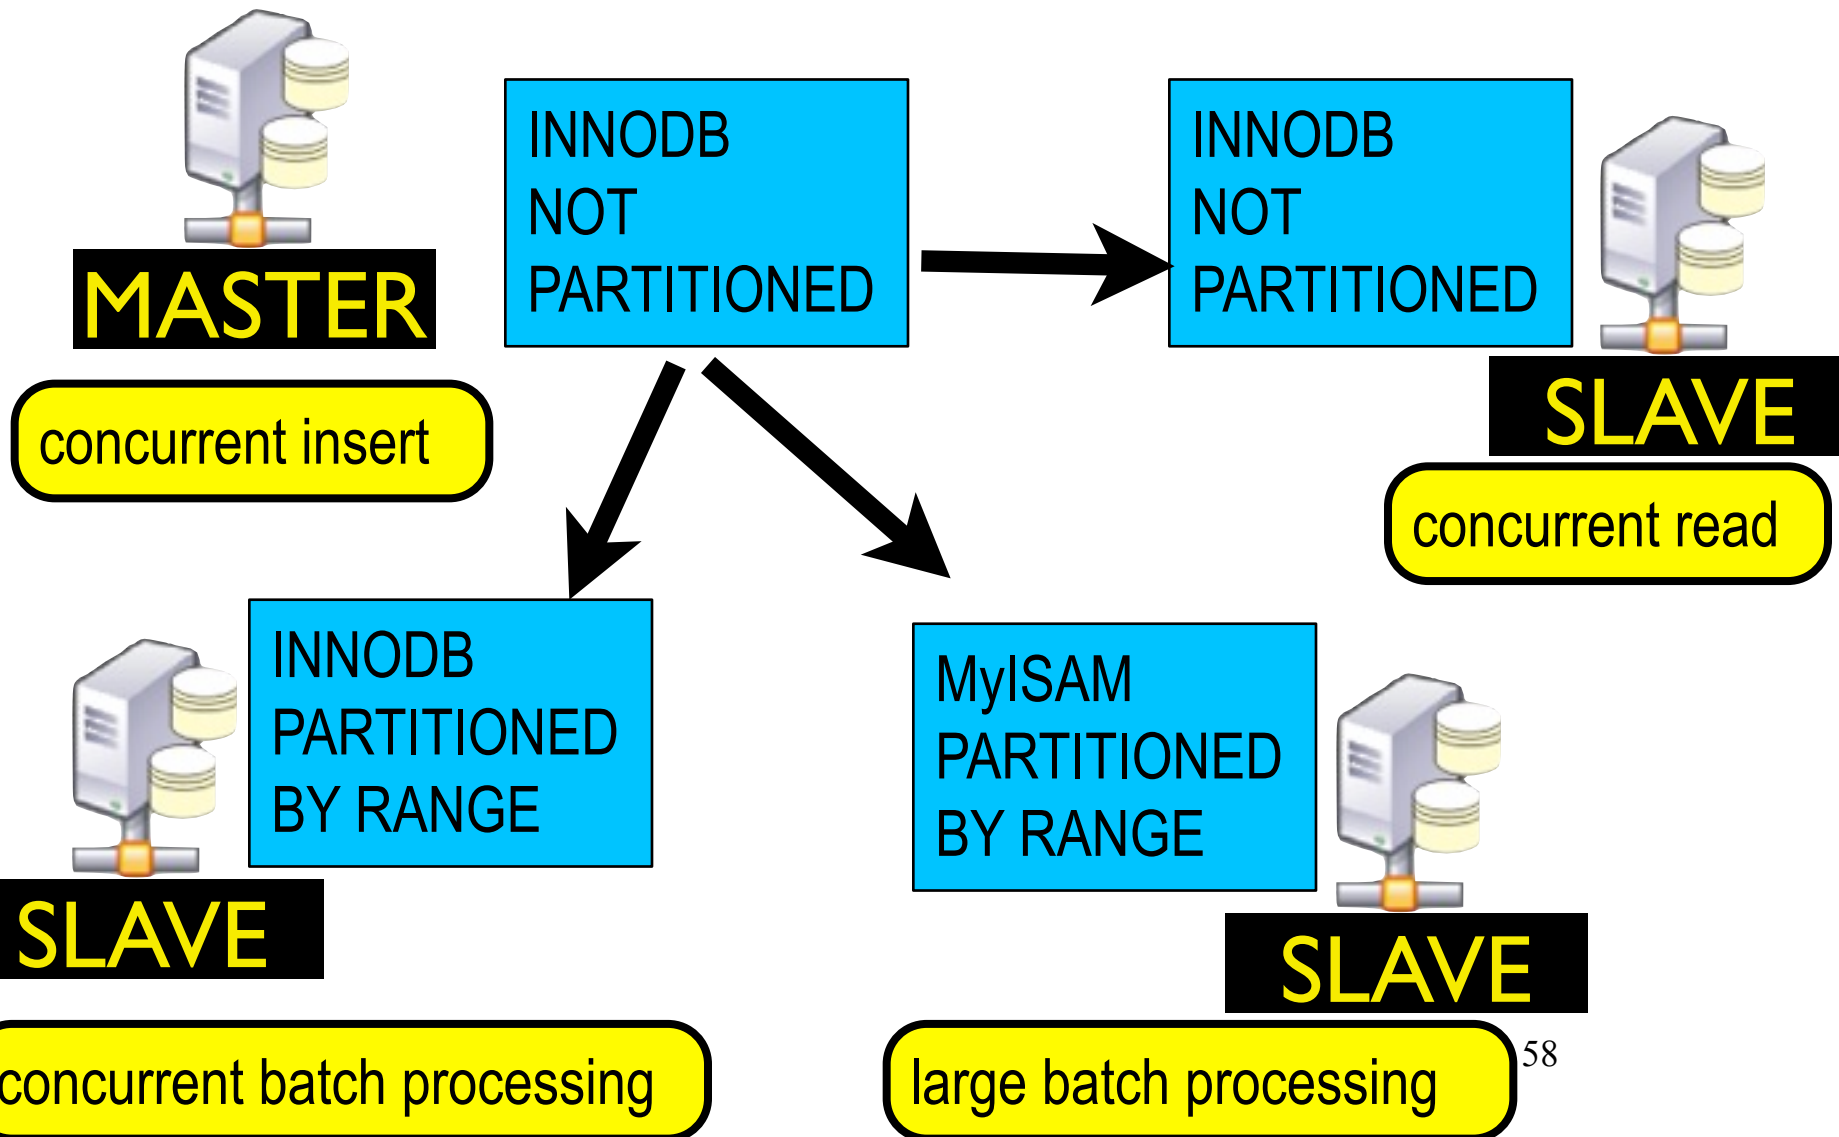 INNODB
NOT
PARTITIONED
MASTER
concurrent insert
INNODB
NOT
PARTITIONED
SLAVE
concurrent read
INNODB
PARTITIONED
BY RANGE
SLAVE
concurrent batch processing
MyISAM
PARTITIONED
BY RANGE
SLAVE
large batch processing
58